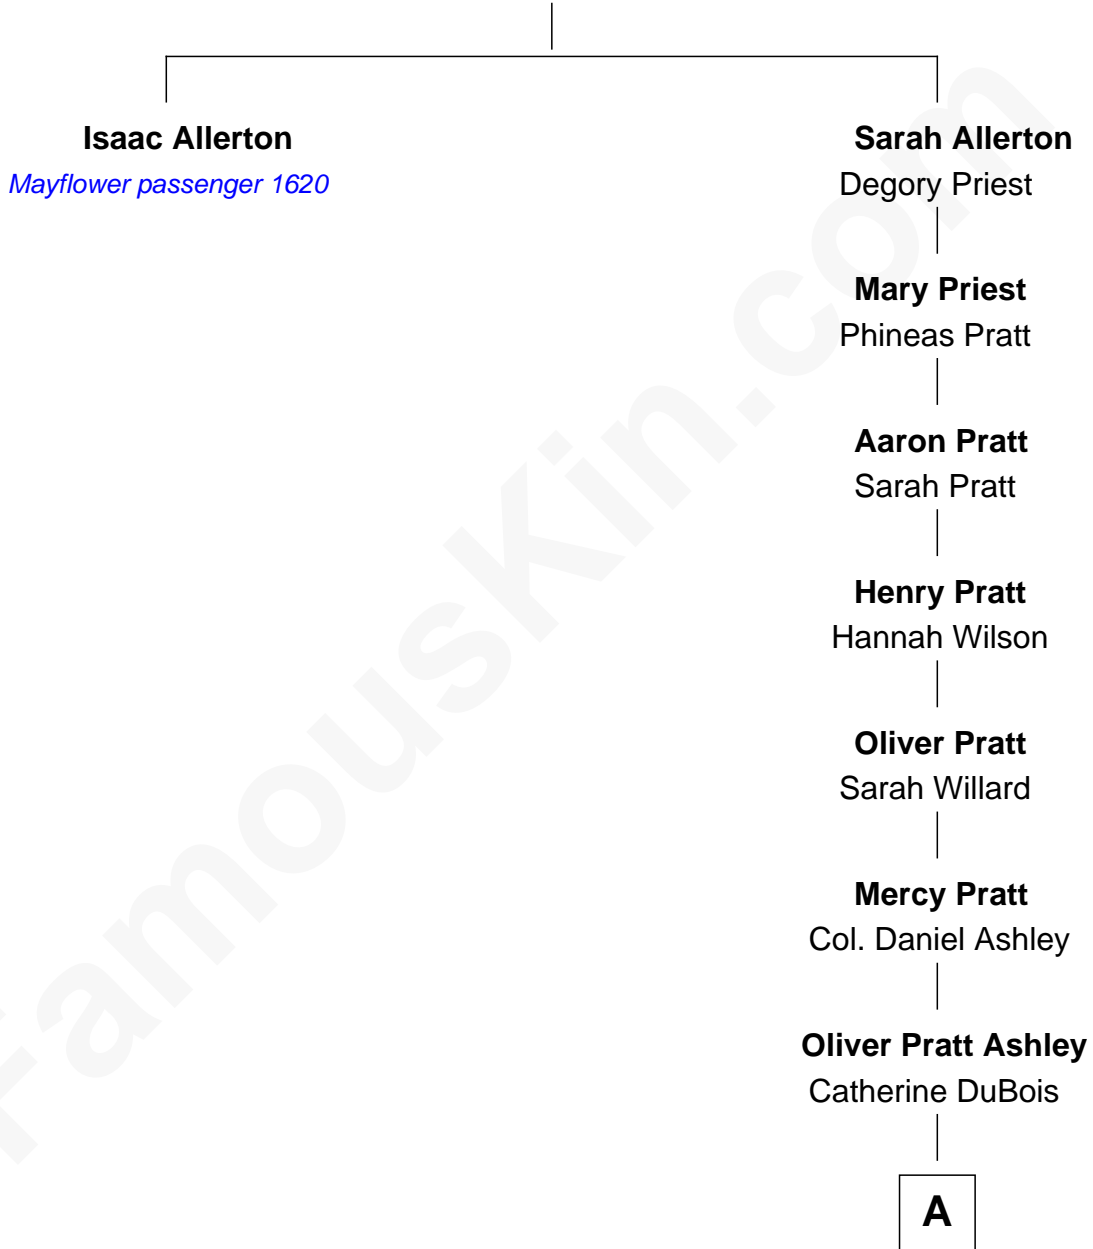 Isaac Allerton
Mayflower passenger 1620
Sarah Allerton
Degory Priest
Mary Priest
Phineas Pratt
Aaron Pratt
Sarah Pratt
Henry Pratt
Hannah Wilson
Oliver Pratt
Sarah Willard
Mercy Pratt
Col. Daniel Ashley
Oliver Pratt Ashley
Catherine DuBois
A
FamousKin.com